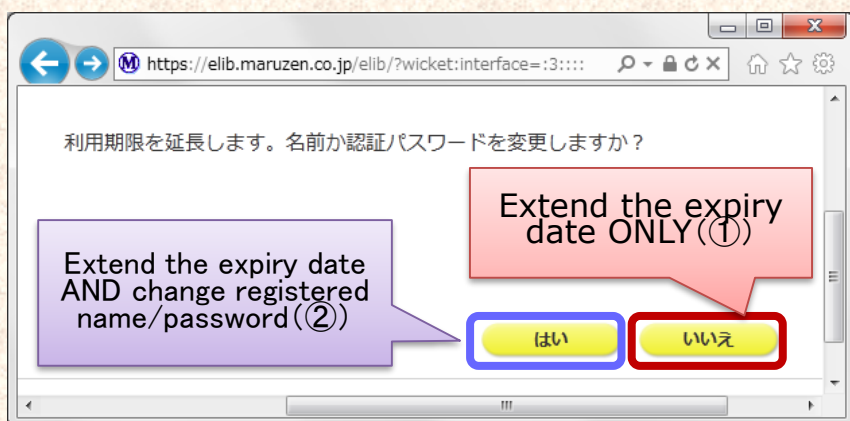 https://elib.maruzen.co.jp/elib/?wicket:interface=:3::::
利用期限を延長します。名前か認証パスワードを変更しますか？
Extend the expiry
date ONLY(①)
Extend the expiry date
AND change registered
name/password(②)
はい
いいえ